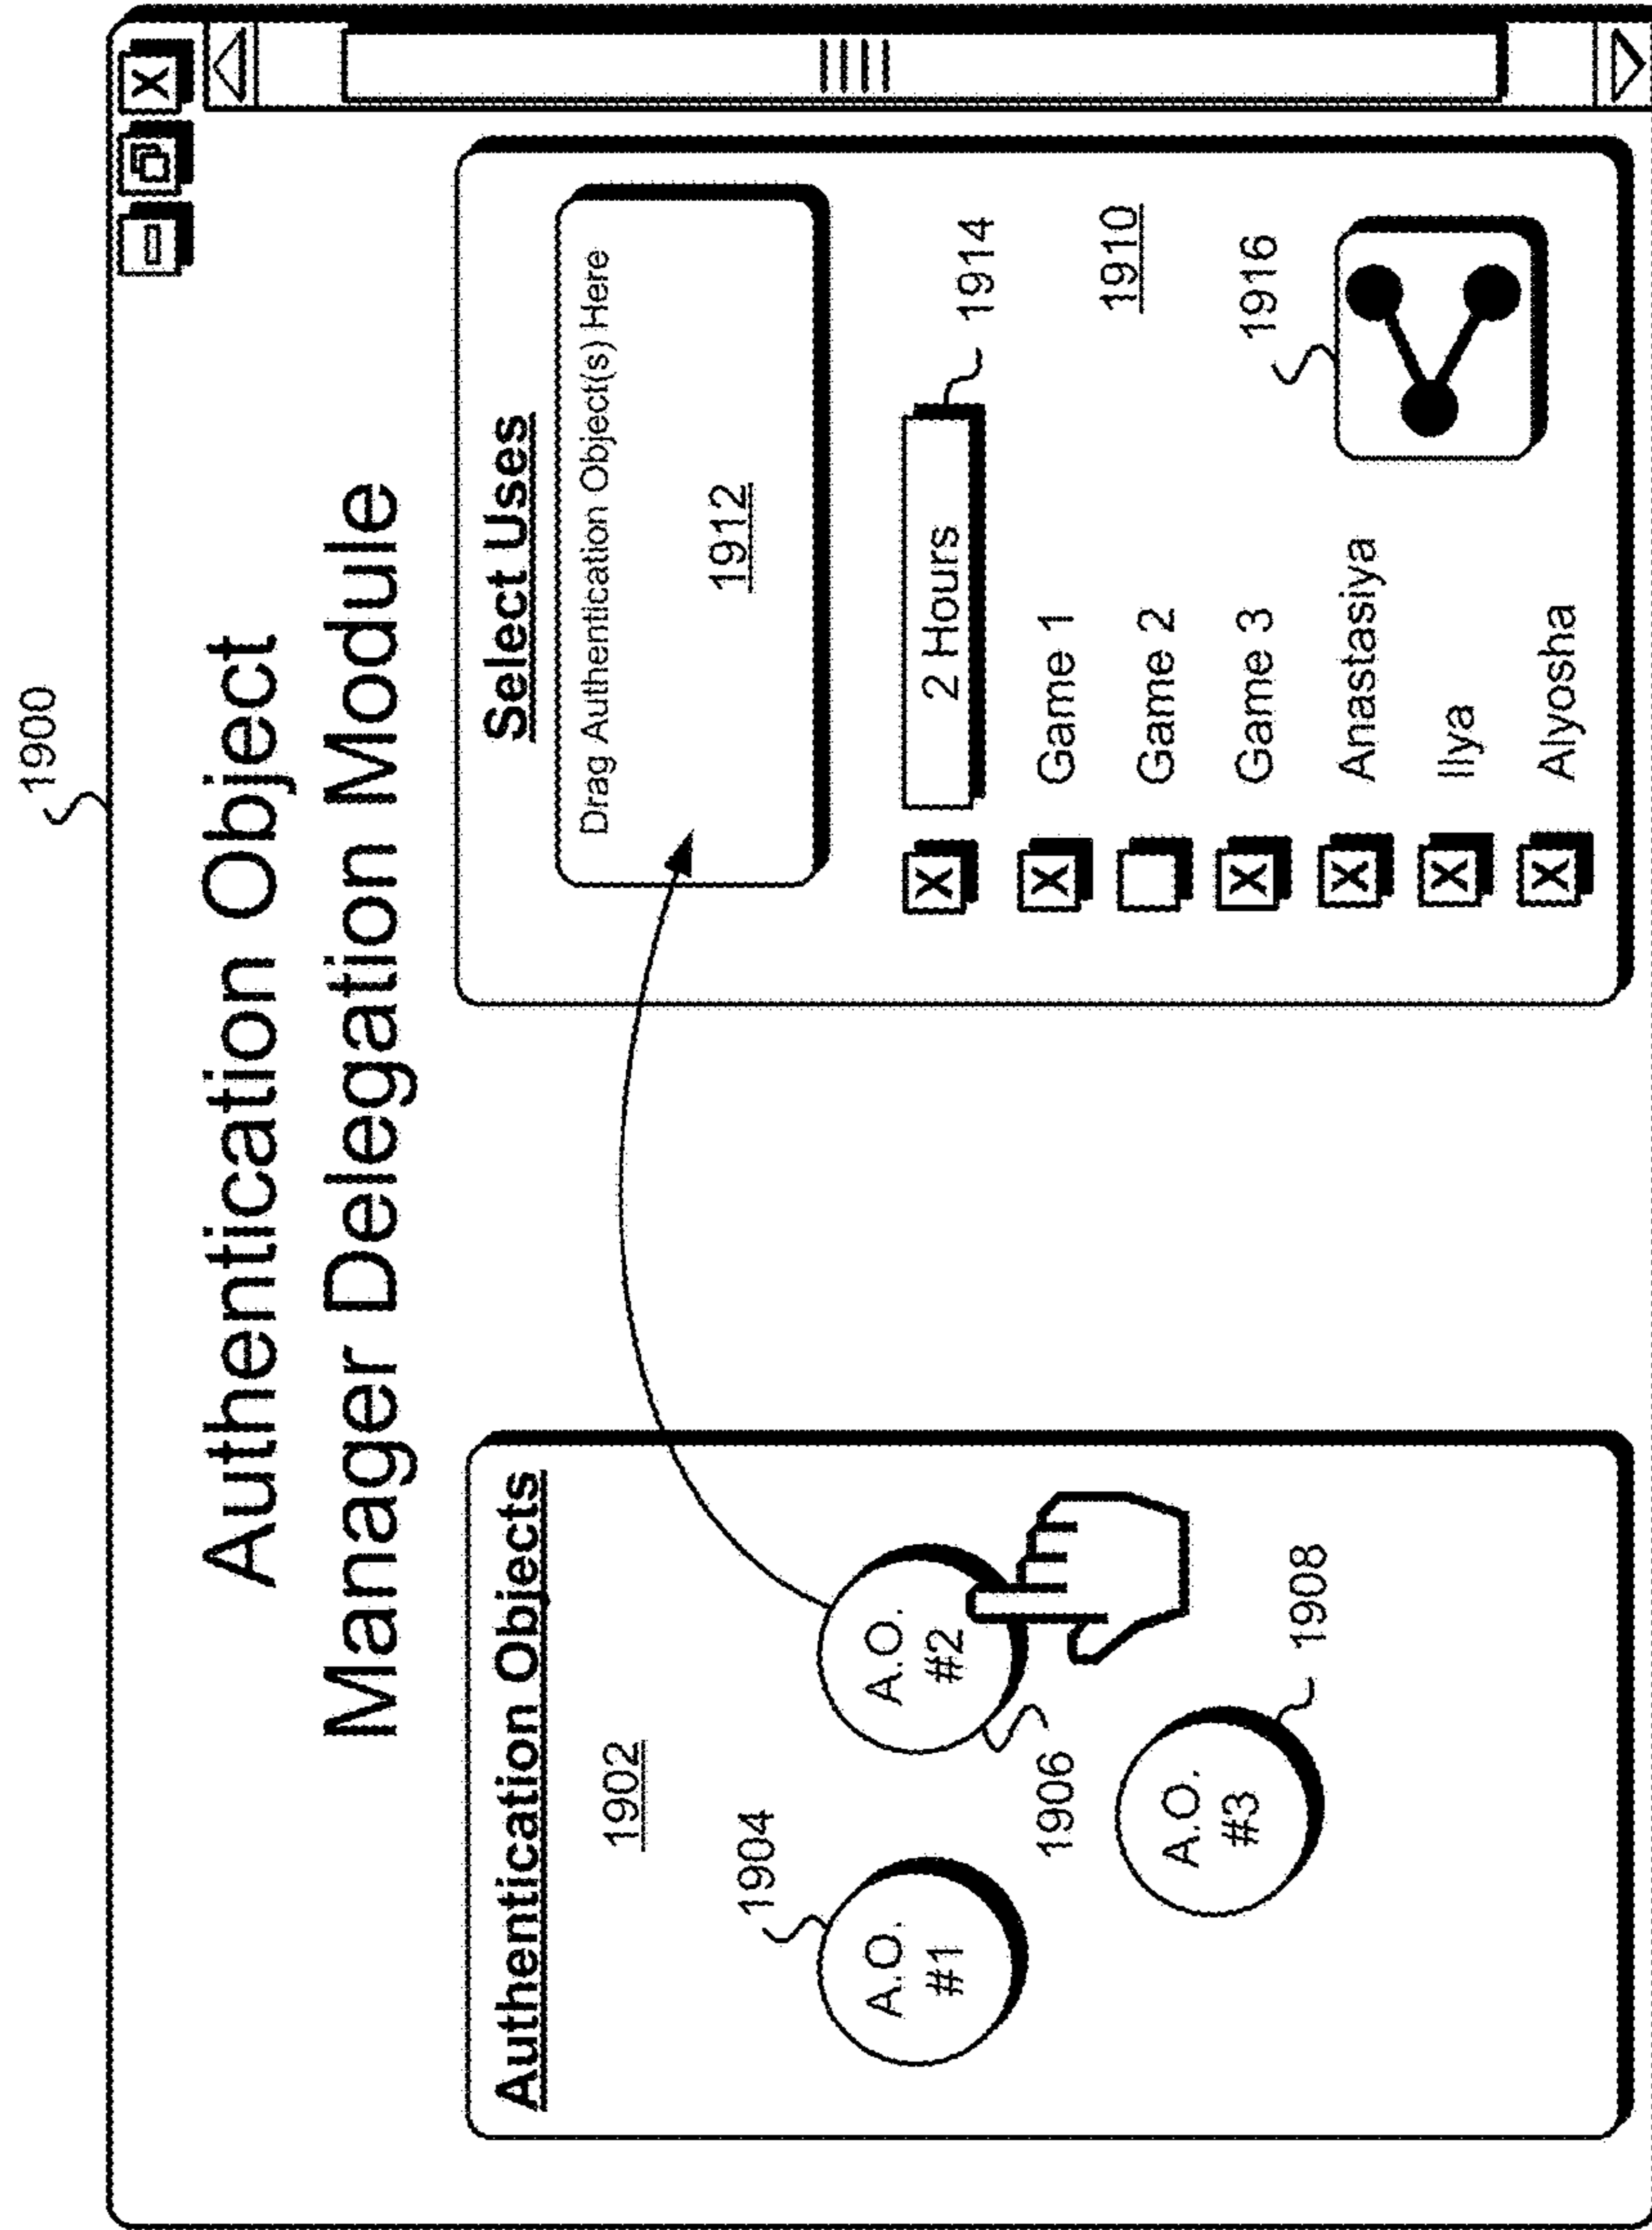 1900
X
Authentication Object
Manager Delegation Module
Authentication Objects
1902
1904
A.O.
#1
A.O.
#2
1906
A.O.
#3
1908
Select Uses
Drag Authentication Object(s) Here
1912
X 2 Hours
1914
X Game 1
Game 2
1910
X Game 3
1916
X Anastasiya
X Ilya
X Alyosha